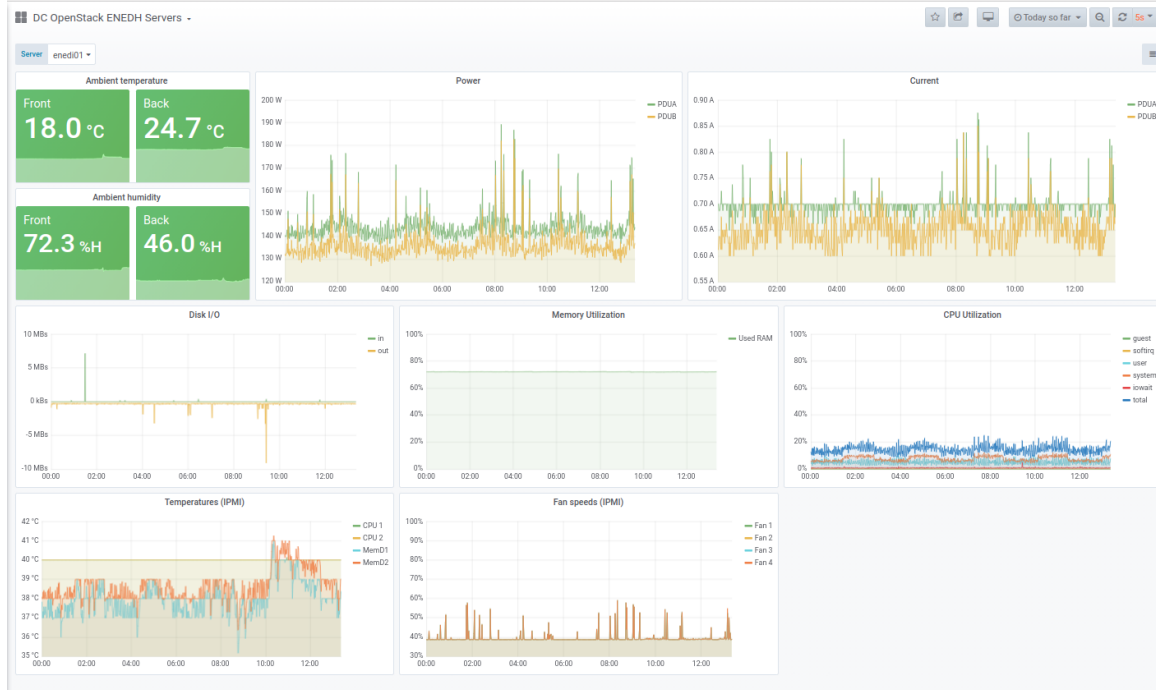 DC OpenStack ENEDH Servers
Today so far
5s
Server enedi01
Ambient temperature
Front
18.0 °C
Back
24.7 °C
Ambient humidity
Front
72.3 %H
Back
46.0 %H
Power
200 W
190 W
180 W
170 W
160 W
150 W
140 W
130 W
120 W
00:00 02:00 04:00 06:00 08:00 10:00 12:00
PDUA
PDUB
Current
0.90 A
0.85 A
0.80 A
0.75 A
0.70 A
0.65 A
0.60 A
0.55 A
00:00 02:00 04:00 06:00 08:00 10:00 12:00
PDUA
PDUB
Disk I/O
10 MBs
5 MBs
0 kBs
-5 MBs
-10 MBs
00:00 02:00 04:00 06:00 08:00 10:00 12:00
in
out
Memory Utilization
100%
80%
60%
40%
20%
0%
00:00 02:00 04:00 06:00 08:00 10:00 12:00
Used RAM
CPU Utilization
100%
80%
60%
40%
20%
0%
00:00 02:00 04:00 06:00 08:00 10:00 12:00
guest
softirq
user
system
iowait
total
Temperatures (IPMI)
42 °C
41 °C
40 °C
39 °C
38 °C
37 °C
36 °C
35 °C
00:00 02:00 04:00 06:00 08:00 10:00 12:00
CPU 1
CPU 2
MemD1
MemD2
Fan speeds (IPMI)
100%
90%
80%
70%
60%
50%
40%
30%
00:00 02:00 04:00 06:00 08:00 10:00 12:00
Fan 1
Fan 2
Fan 3
Fan 4